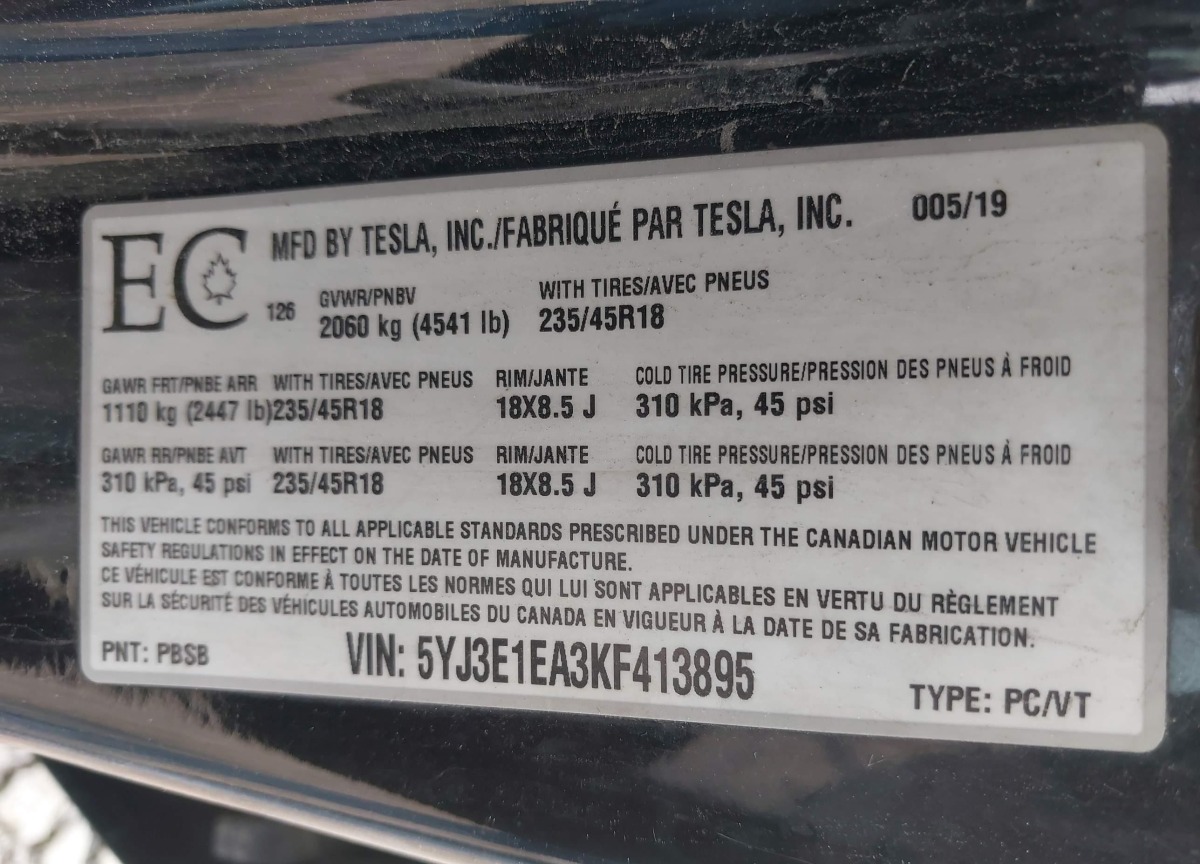 EC MFD BY TESLA, INC./FABRIQUÉ PAR TESLA, INC. 005/19
126 GVWR/PNBV WITH TIRES/AVEC PNEUS
2060 kg (4541 lb) 235/45R18
GAWR FRT/PNBE ARR WITH TIRES/AVEC PNEUS RIM/JANTE COLD TIRE PRESSURE/PRESSION DES PNEUS À FROID
1110 kg (2447 lb)235/45R18 18X8.5 J 310 kPa, 45 psi
GAWR RR/PNBE AVT WITH TIRES/AVEC PNEUS RIM/JANTE COLD TIRE PRESSURE/PRESSION DES PNEUS À FROID
310 kPa, 45 psi 235/45R18 18X8.5 J 310 kPa, 45 psi
THIS VEHICLE CONFORMS TO ALL APPLICABLE STANDARDS PRESCRIBED UNDER THE CANADIAN MOTOR VEHICLE
SAFETY REGULATIONS IN EFFECT ON THE DATE OF MANUFACTURE.
CE VÉHICULE EST CONFORME À TOUTES LES NORMES QUI LUI SONT APPLICABLES EN VERTU DU RÈGLEMENT
SUR LA SÉCURITÉ DES VÉHICULES AUTOMOBILES DU CANADA EN VIGUEUR À LA DATE DE SA FABRICATION.
PNT: PBSB VIN: 5YJ3E1EA3KF413895 TYPE: PC/VT